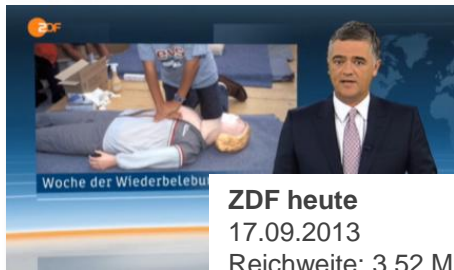 ZDF
Woche der Wiederbelebu
ZDF heute
17.09.2013
Reichweite: 3,52 M